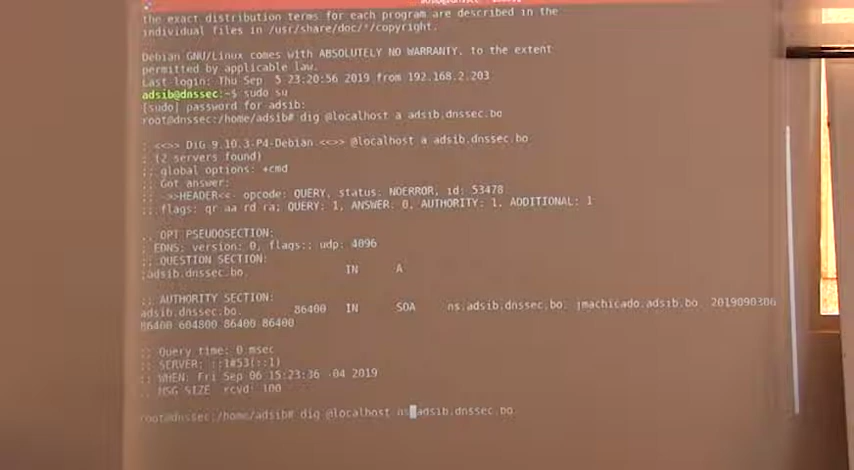 the exact distribution terms for each program are described in the
individual files in /usr/share/doc/*/copyright.
Debian GNU/Linux comes with ABSOLUTELY NO WARRANTY, to the extent
permitted by applicable law.
Last login: Thu Sep  5 23:20:56 2019 from 192.168.2.203
adsib@dnssec:~$ sudo su
[sudo] password for adsib:
root@dnssec:/home/adsib# dig @localhost a adsib.dnssec.bo
; <<>> DiG 9.10.3-P4-Debian <<>> @localhost a adsib.dnssec.bo
; (2 servers found)
;; global options: +cmd
;; Got answer:
;; ->>HEADER<<- opcode: QUERY, status: NOERROR, id: 53478
;; flags: qr aa rd ra; QUERY: 1, ANSWER: 0, AUTHORITY: 1, ADDITIONAL: 1
;; OPT PSEUDOSECTION:
; EDNS: version: 0, flags:; udp: 4096
;; QUESTION SECTION:
;adsib.dnssec.bo. IN A
;; AUTHORITY SECTION:
adsib.dnssec.bo. 86400 IN SOA ns.adsib.dnssec.bo. jmachicado.adsib.bo. 2019090306
86400 604800 86400 86400
;; Query time: 0 msec
;; SERVER: ::1#53(::1)
;; WHEN: Fri Sep 06 15:23:36 -04 2019
;; MSG SIZE  rcvd: 100
root@dnssec:/home/adsib# dig @localhost ns adsib.dnssec.bo